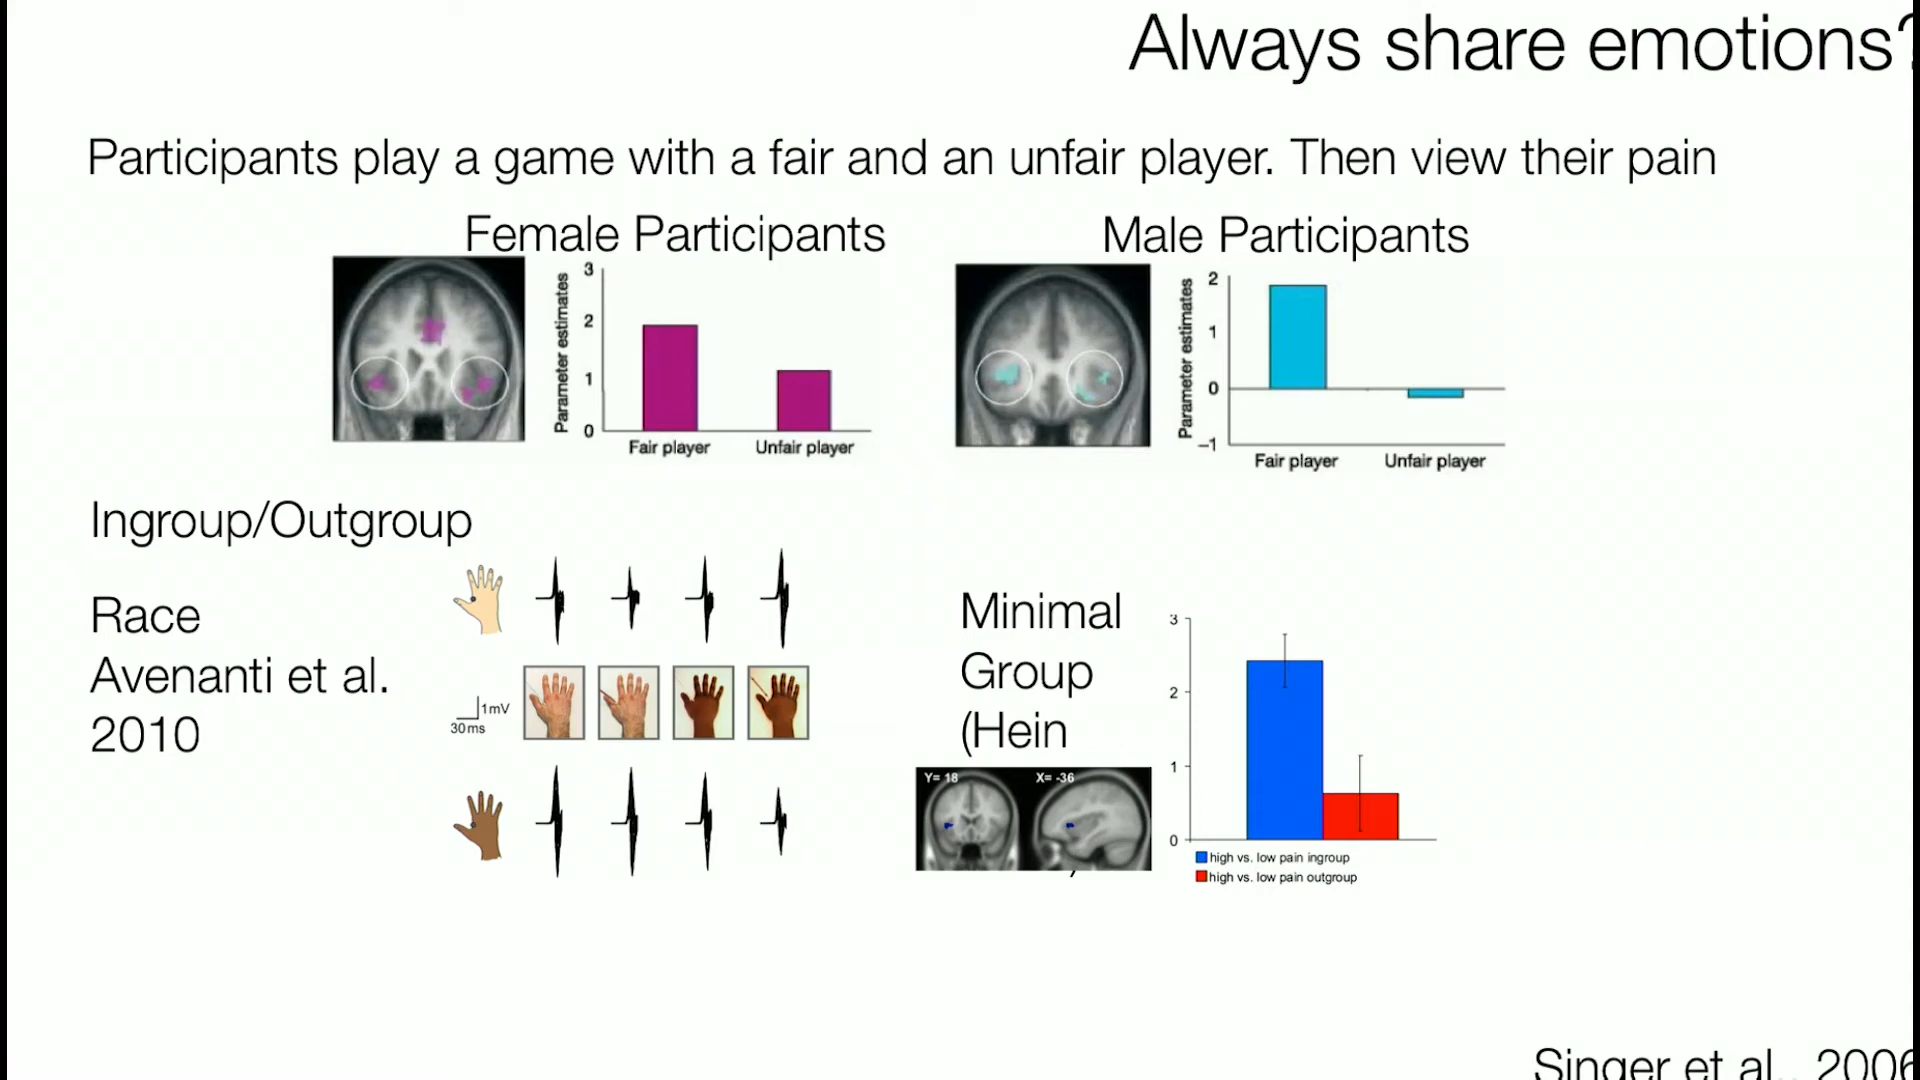 Always share emotions?
Participants play a game with a fair and an unfair player. Then view their pain
Female Participants
Male Participants
Parameter estimates
3
2
1
0
Fair player
Unfair player
Parameter estimates
2
1
0
–1
Fair player
Unfair player
Ingroup/Outgroup
Race
Avenanti et al.
2010
1mV
30ms
Minimal
Group
(Hein
Y= 18
X= -36
3
2
1
0
high vs. low pain ingroup
high vs. low pain outgroup
Singer et al., 2006